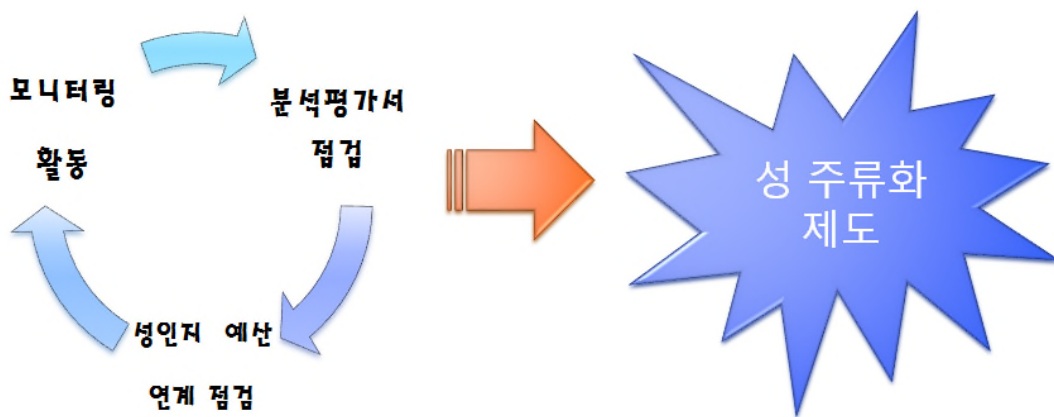 모니터링
활동
분석평가서
점검
성인지 예산
연계 점검
성 주류화
제도